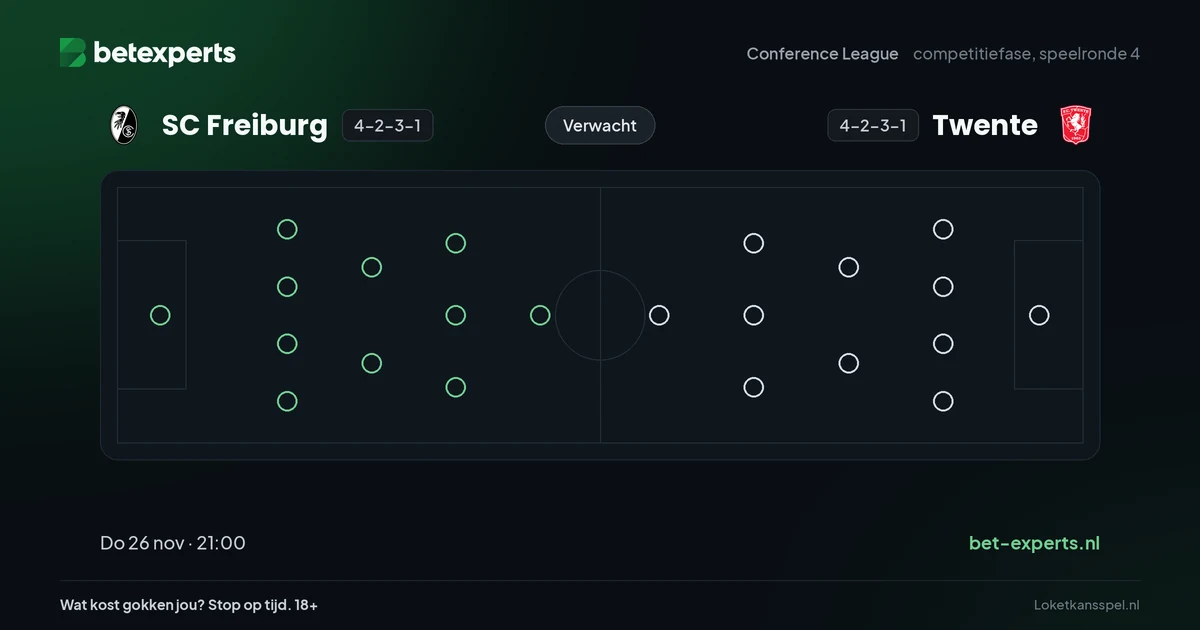 betexperts
Conference League competitiefase, speelronde 4
SC Freiburg 4-2-3-1 Verwacht 4-2-3-1 Twente
Do 26 nov · 21:00
bet-experts.nl
Wat kost gokken jou? Stop op tijd. 18+
Loketkansspel.nl